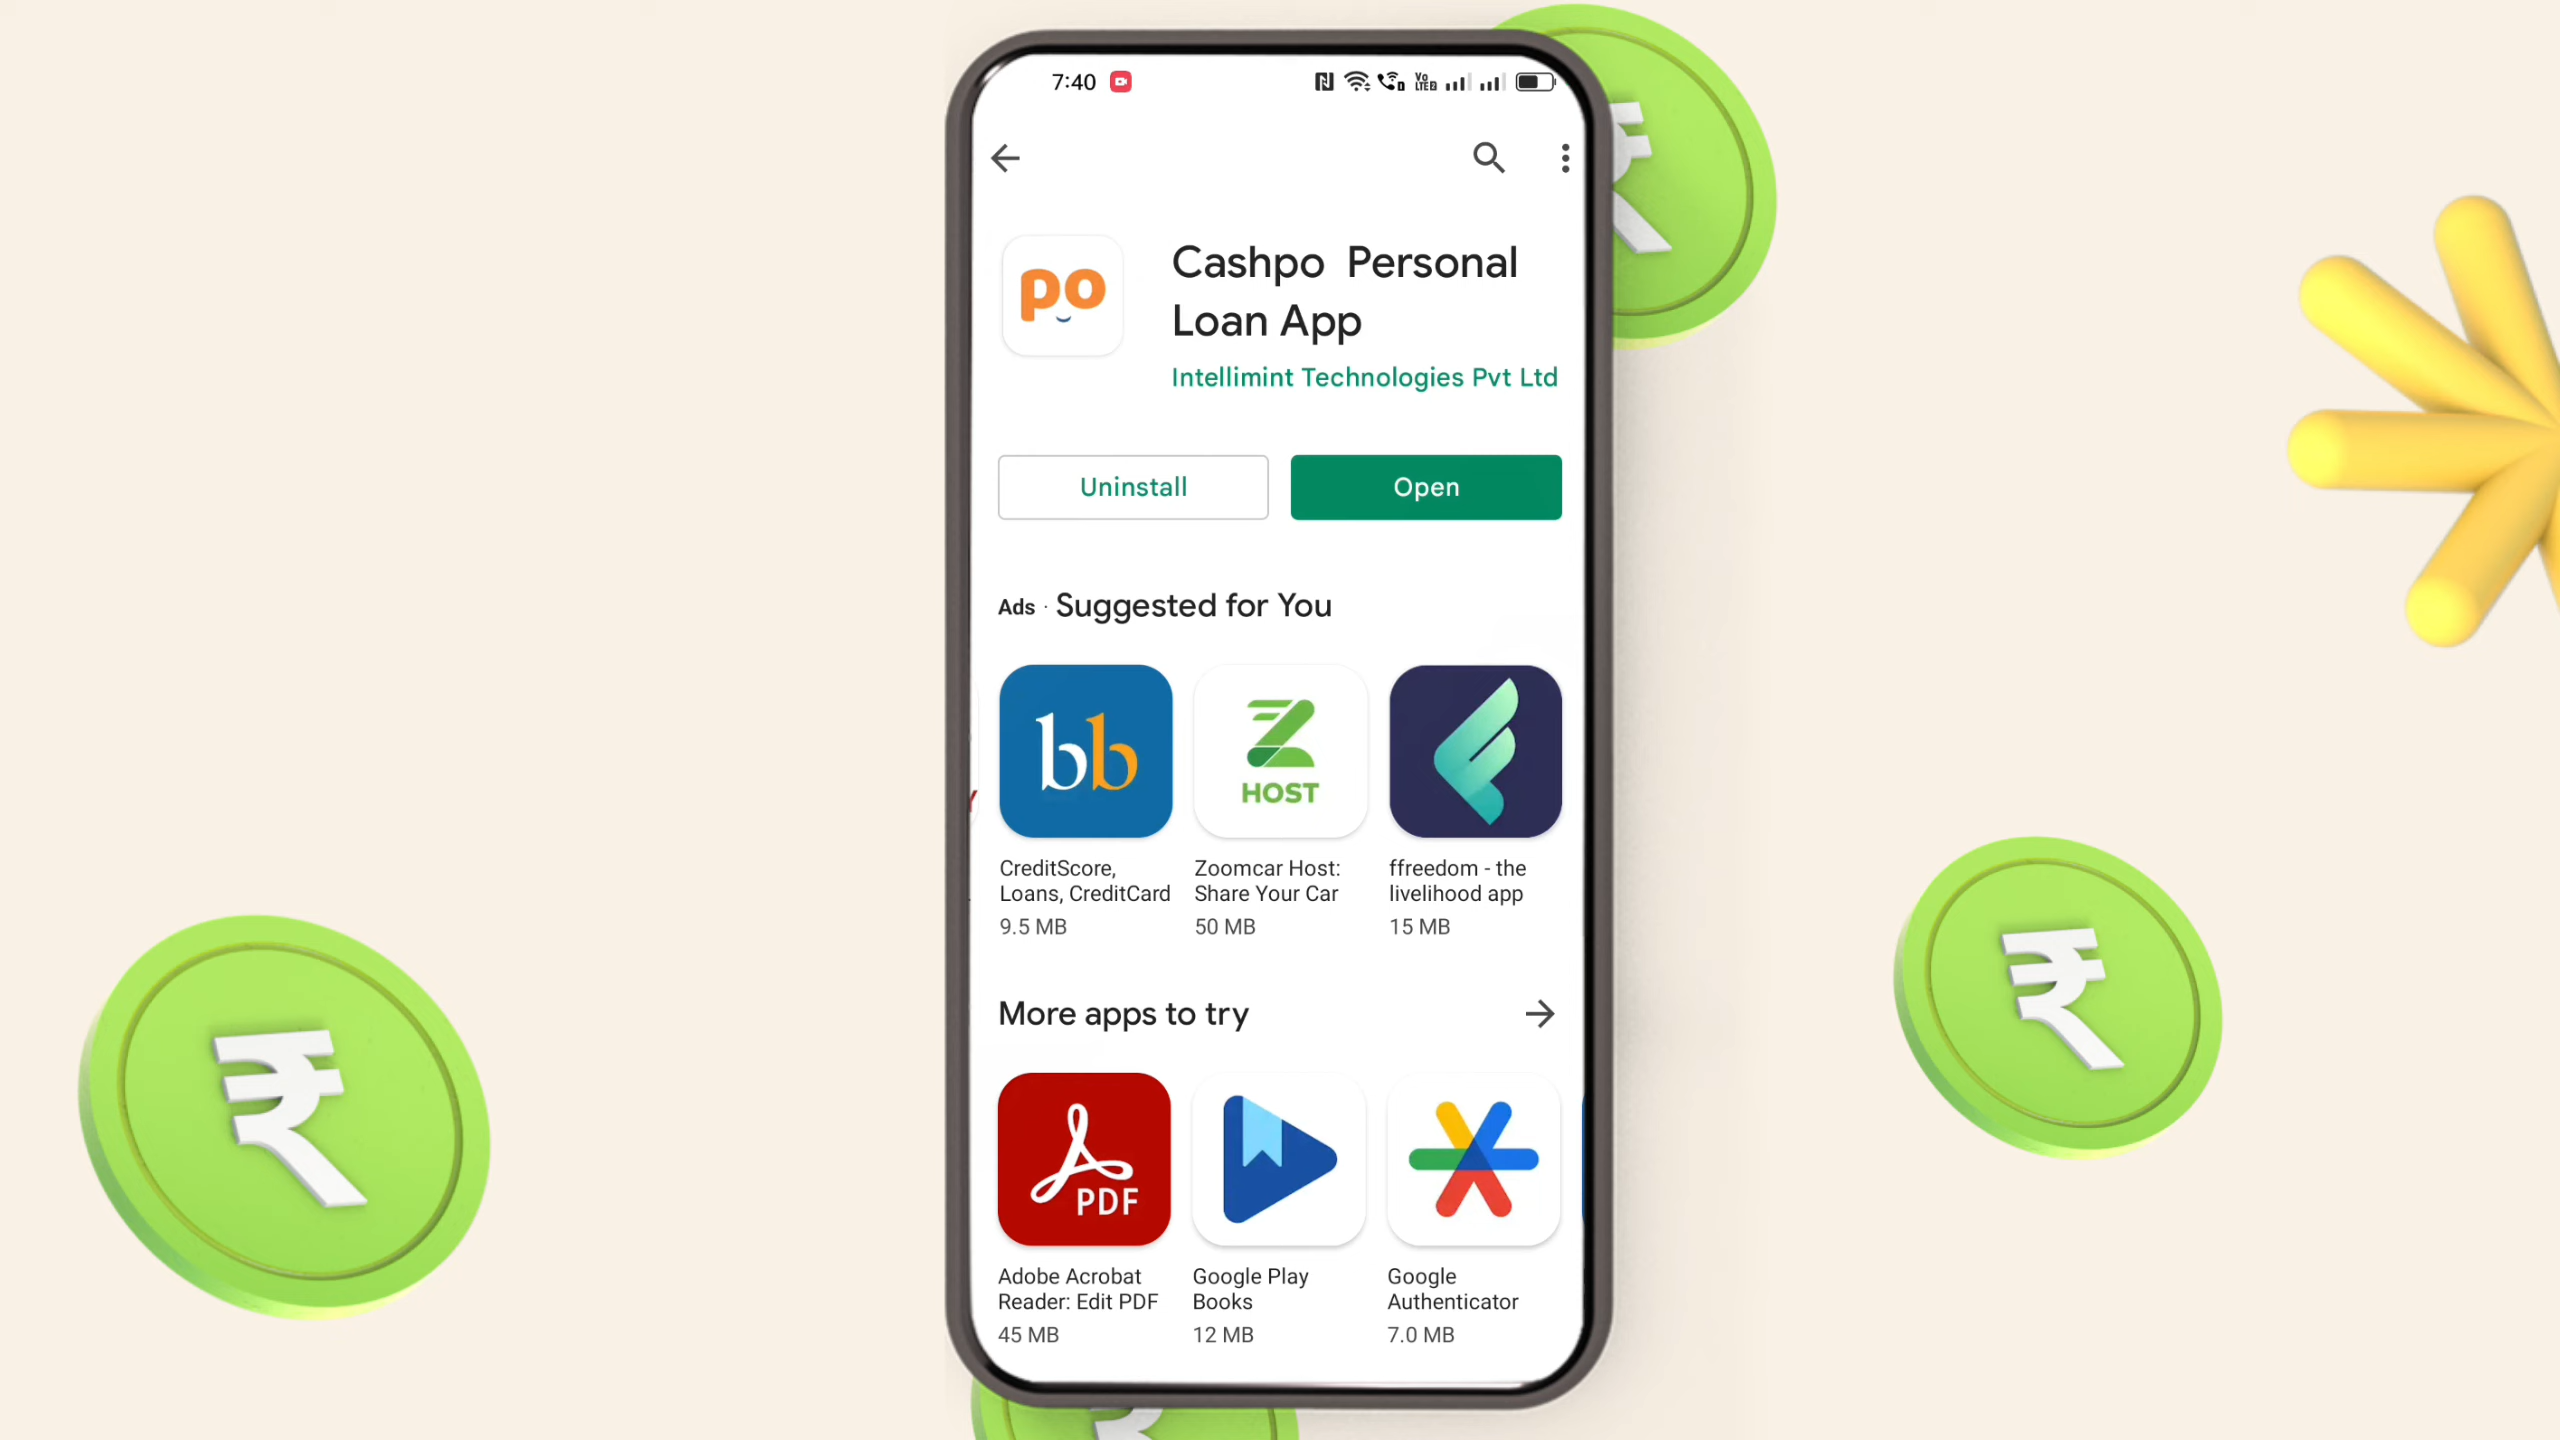 7:40
Vo
LTE2
po
Cashpo Personal
Loan App
Intellimint Technologies Pvt Ltd
Uninstall
Open
Ads · Suggested for You
bb
HOST
CreditScore,
Loans, CreditCard
9.5 MB
Zoomcar Host:
Share Your Car
50 MB
ffreedom - the
livelihood app
15 MB
More apps to try
PDF
Adobe Acrobat
Reader: Edit PDF
45 MB
Google Play
Books
12 MB
Google
Authenticator
7.0 MB
₹
₹
₹